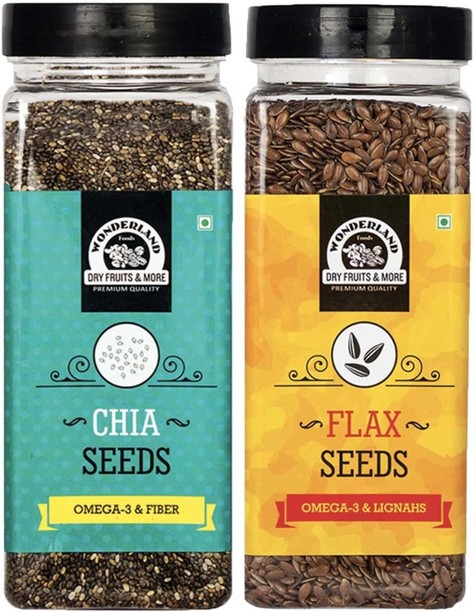 WONDERLAND
Foods
DRY FRUITS & MORE
PREMIUM QUALITY
CHIA
SEEDS
OMEGA-3 & FIBER
WONDERLAND
Foods
DRY FRUITS & MORE
PREMIUM QUALITY
FLAX
SEEDS
OMEGA-3 & LIGNAHS